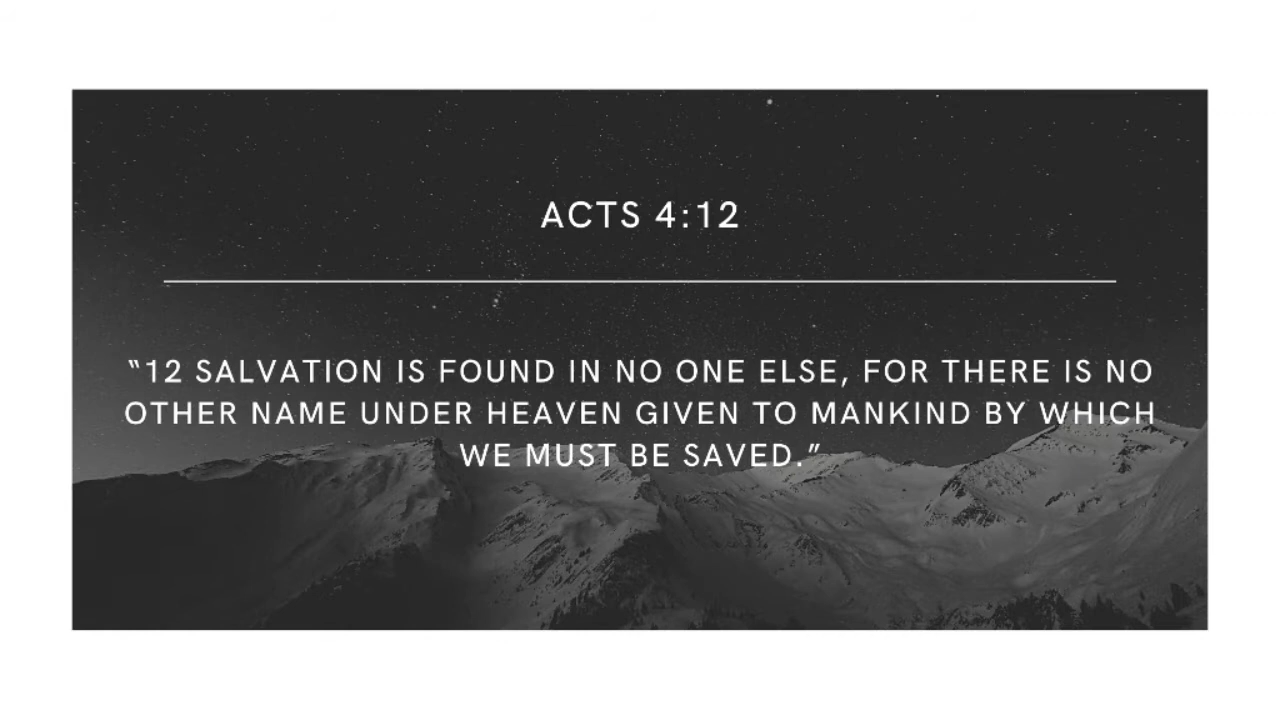 ACTS 4:12
“12 SALVATION IS FOUND IN NO ONE ELSE, FOR THERE IS NO
OTHER NAME UNDER HEAVEN GIVEN TO MANKIND BY WHICH
WE MUST BE SAVED.”